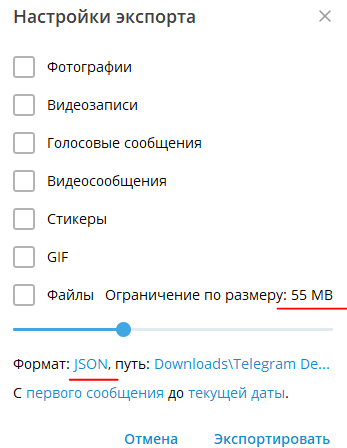 Настройки экспорта
Фотографии
Видеозаписи
Голосовые сообщения
Видеосообщения
Стикеры
GIF
Файлы Ограничение по размеру: 55 MB
Формат: JSON, путь: Downloads\Telegram De...
С первого сообщения до текущей даты.
Отмена Экспортировать